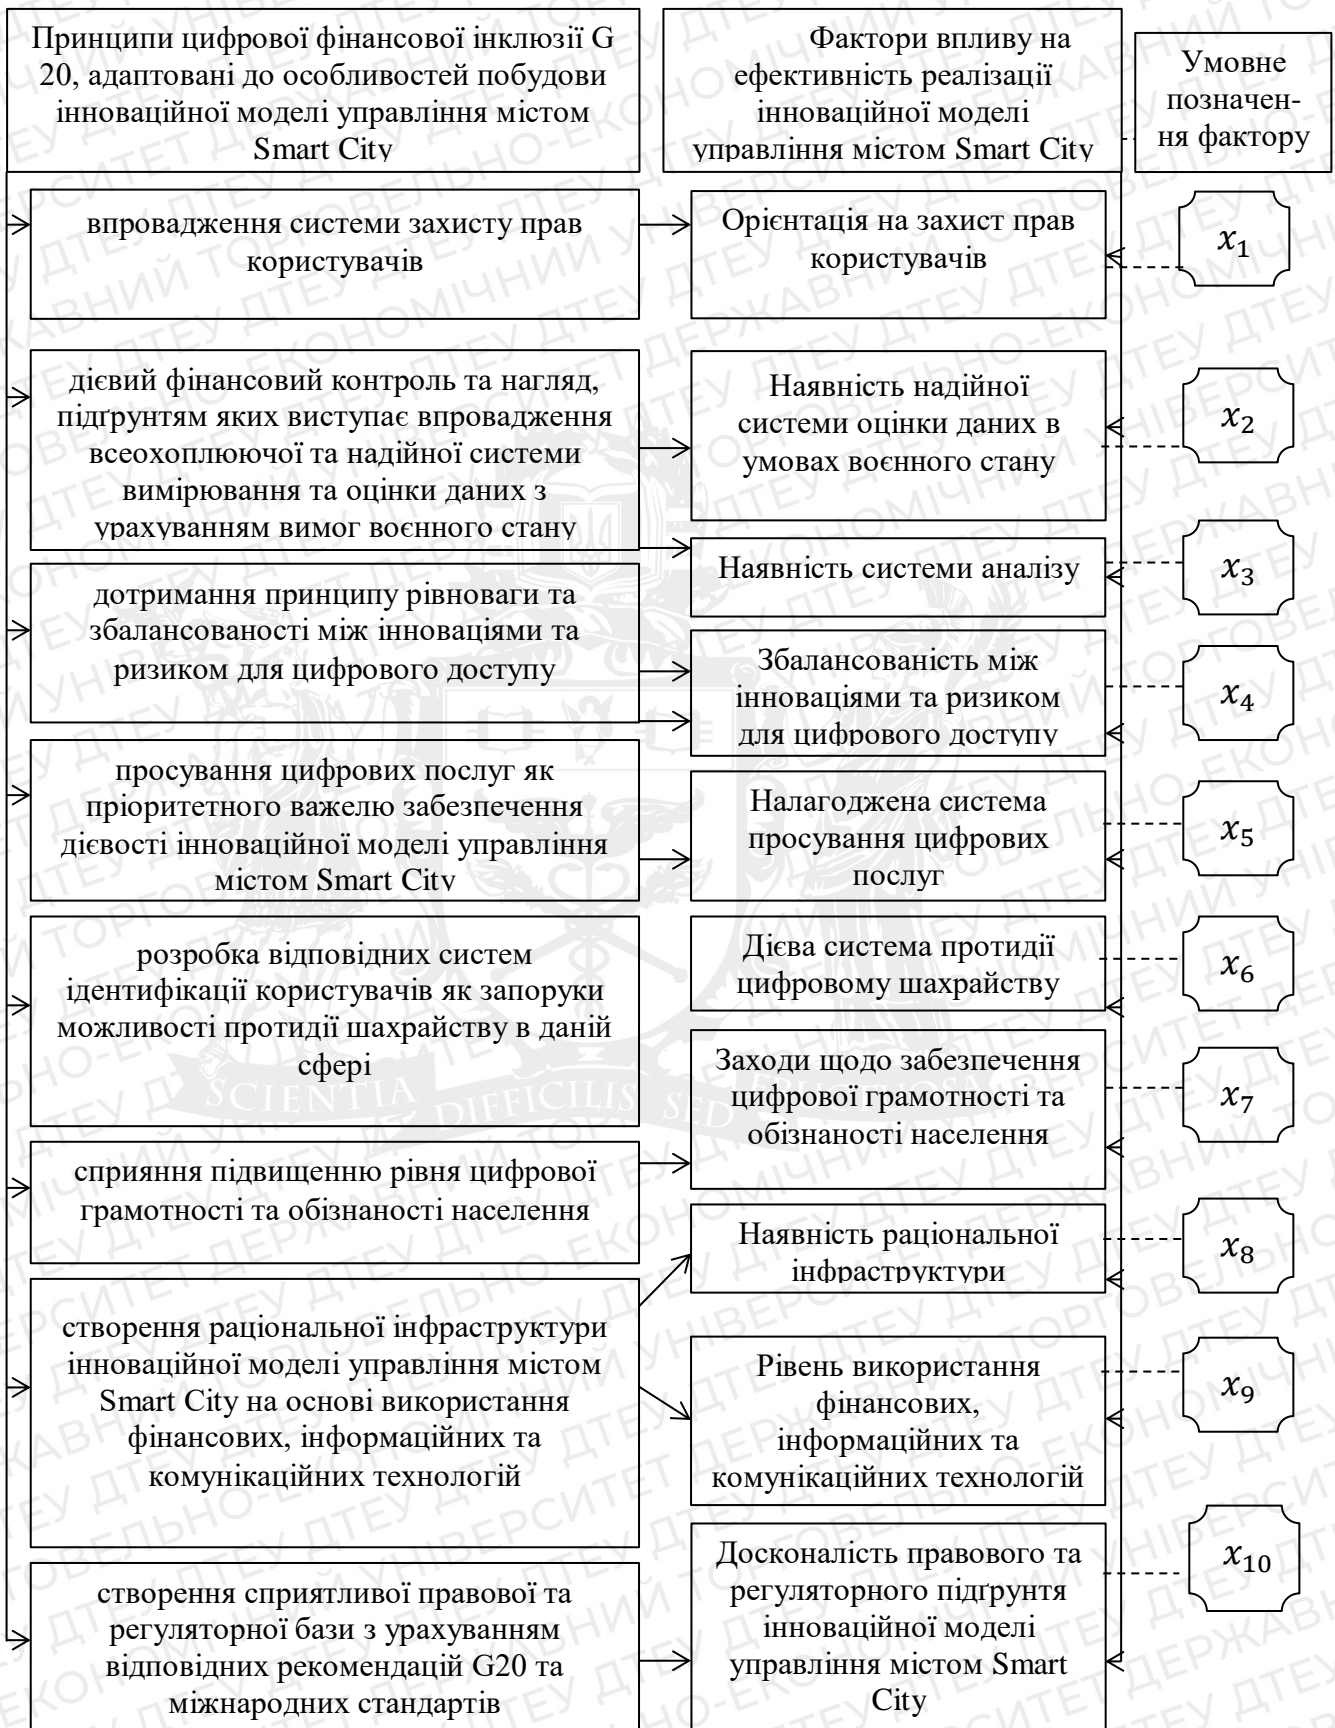 Принципи цифрової фінансової інклюзії G
20, адаптовані до особливостей побудови
інноваційної моделі управління містом
Smart City
Фактори впливу на
ефективність реалізації
інноваційної моделі
управління містом Smart City
Умовне
позначен-
ня фактору
впровадження системи захисту прав
користувачів
Орієнтація на захист прав
користувачів
x1
дієвий фінансовий контроль та нагляд,
підґрунтям яких виступає впровадження
всеохоплюючої та надійної системи
вимірювання та оцінки даних з
урахуванням вимог воєнного стану
Наявність надійної
системи оцінки даних в
умовах воєнного стану
x2
Наявність системи аналізу
x3
дотримання принципу рівноваги та
збалансованості між інноваціями та
ризиком для цифрового доступу
Збалансованість між
інноваціями та ризиком
для цифрового доступу
x4
просування цифрових послуг як
пріоритетного важелю забезпечення
дієвості інноваційної моделі управління
містом Smart City
Налагоджена система
просування цифрових
послуг
x5
розробка відповідних систем
ідентифікації користувачів як запоруки
можливості протидії шахрайству в даній
сфері
Дієва система протидії
цифровому шахрайству
x6
Заходи щодо забезпечення
цифрової грамотності та
обізнаності населення
x7
сприяння підвищенню рівня цифрової
грамотності та обізнаності населення
Наявність раціональної
інфраструктури
x8
створення раціональної інфраструктури
інноваційної моделі управління містом
Smart City на основі використання
фінансових, інформаційних та
комунікаційних технологій
Рівень використання
фінансових,
інформаційних та
комунікаційних технологій
x9
створення сприятливої правової та
регуляторної бази з урахуванням
відповідних рекомендацій G20 та
міжнародних стандартів
Досконалість правового та
регуляторного підґрунтя
інноваційної моделі
управління містом Smart
City
x10
SCIENTIA DIFFICILIS SED